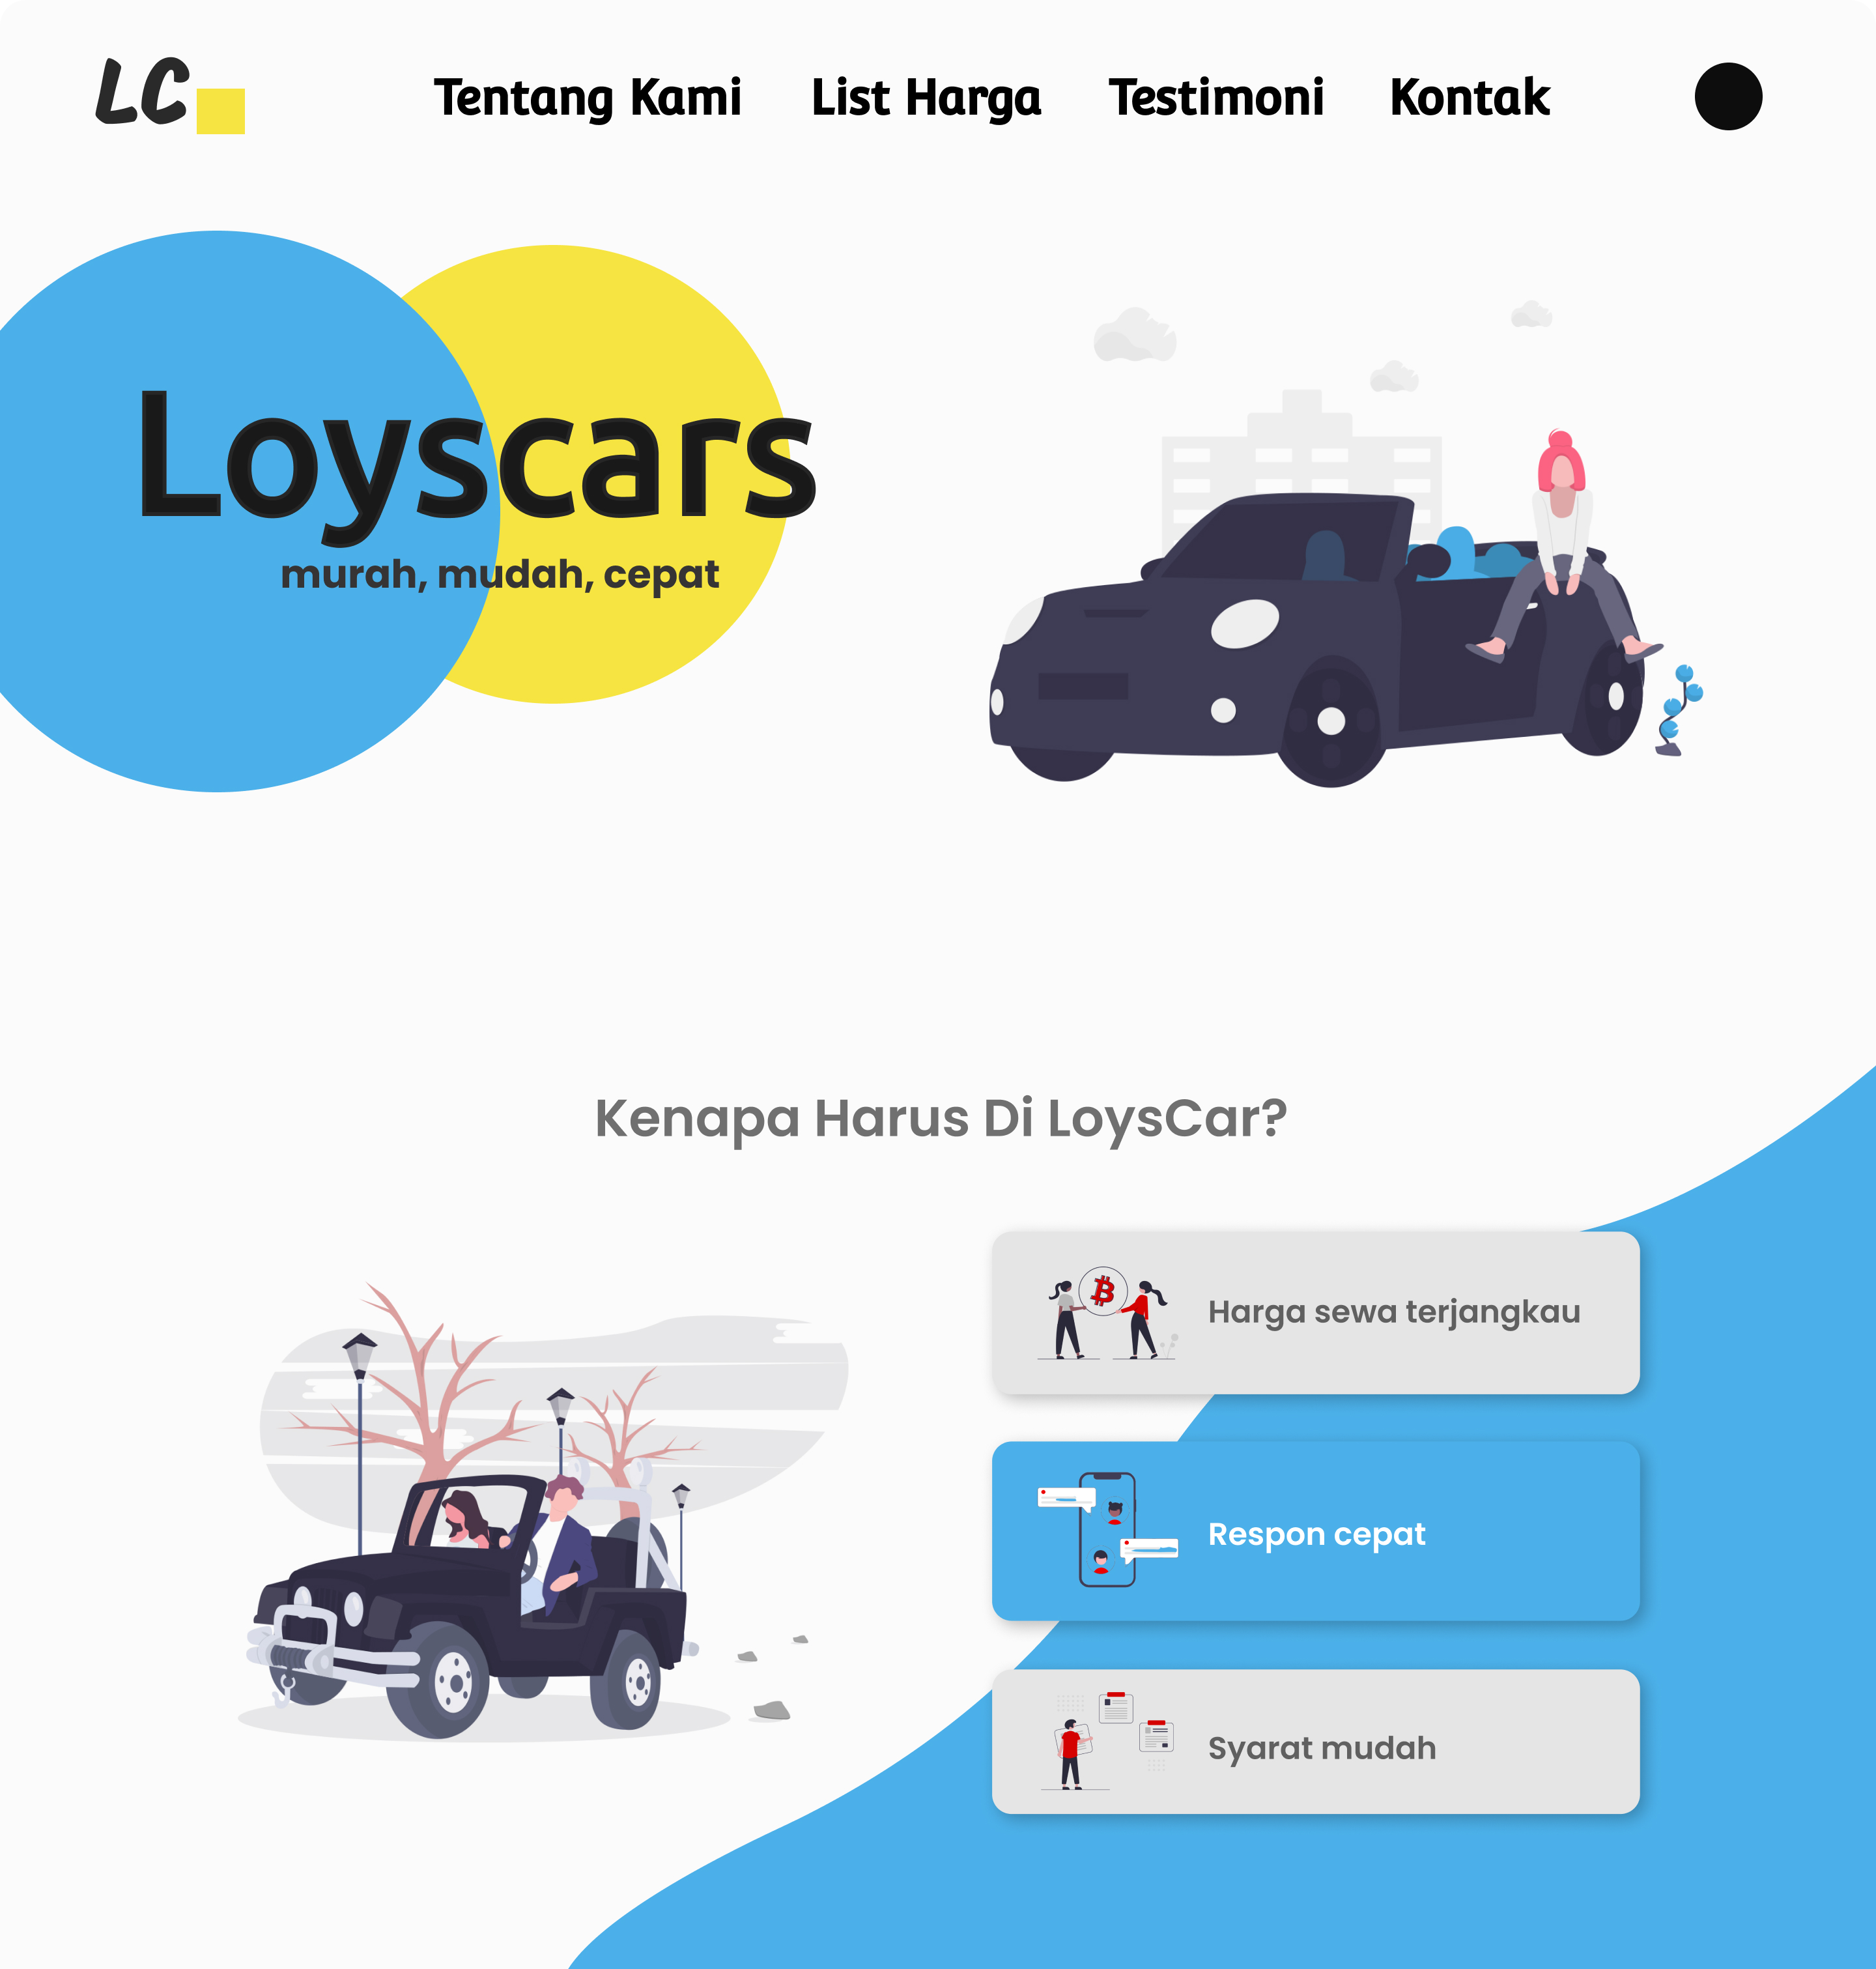 LC
Tentang Kami List Harga Testimoni Kontak
Loyscars
murah, mudah, cepat
Kenapa Harus Di LoysCar?
Harga sewa terjangkau
Respon cepat
Syarat mudah